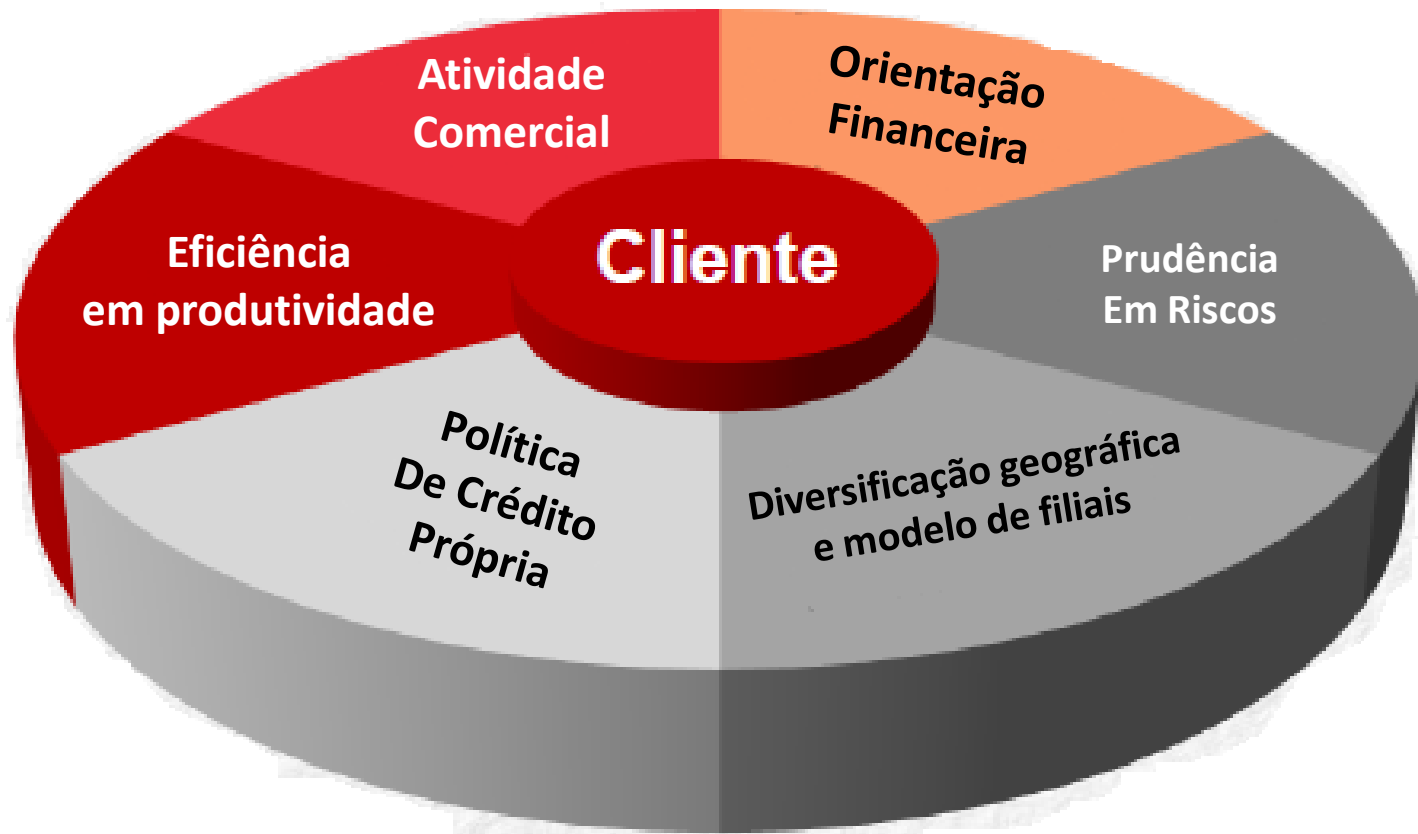 Atividade
Comercial
Orientação
Financeira
Eficiência
em produtividade
Cliente
Prudência
Em Riscos
Política
De Crédito
Própria
Diversificação geográfica
e modelo de filiais